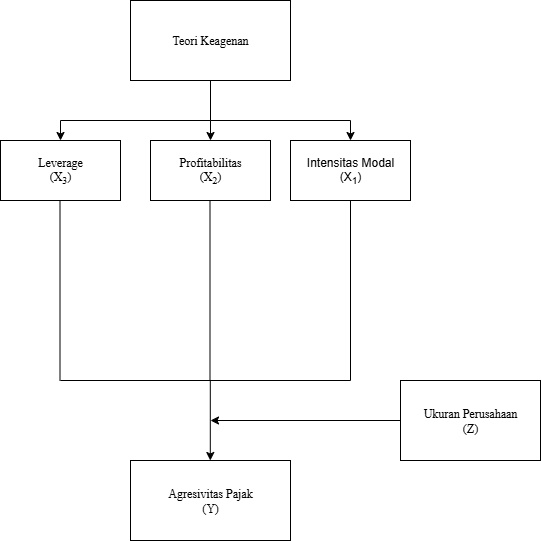 Teori Keagenan
Leverage
(X₃)
Profitabilitas
(X₂)
Intensitas Modal
(X₁)
Ukuran Perusahaan
(Z)
Agresivitas Pajak
(Y)